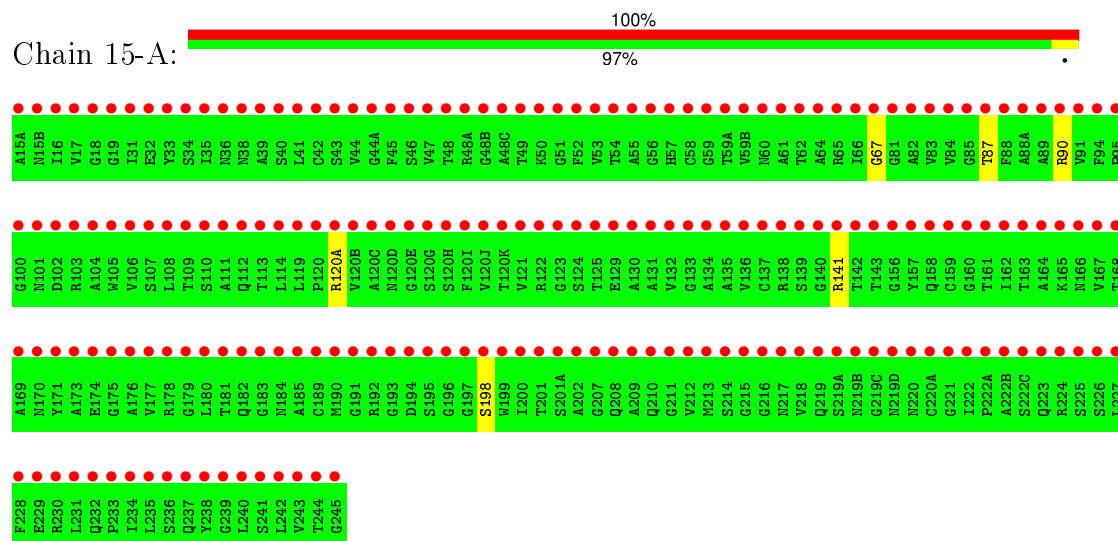 100%
Chain 15-A:
97%
A15A N15B I16 V17 G18 G19 I31 E32 Y33 S34 I35 N36 N38 A39 S40 L41 C42 S43 V44 G44A F45 S46 V47 T48 R48A G48B A48C T49 K50 G51 F52 V53 T54 A55 G56 H57 C58 G59 T59A V59B N60 A61 T62 A64 R65 I66 G67 G81 A82 V83 V84 G85 T87 F88 A88A A89 R90 V91 F94 P95
G100 N101 D102 R103 A104 W105 V106 S107 L108 T109 S110 A111 Q112 T113 L114 L119 P120 R120A V120B A120C N120D G120E S120G S120H F120I V120J T120K V121 R122 G123 S124 T125 E129 A130 A131 V132 G133 A134 A135 V136 C137 R138 S139 G140 R141 T142 T143 G156 Y157 Q158 C159 G160 T161 I162 T163 A164 K165 N166 V167 T168
A169 N170 Y171 A173 E174 G175 A176 V177 R178 G179 L180 T181 Q182 G183 N184 A185 C189 M190 G191 R192 G193 D194 S195 G196 G197 S198 W199 I200 T201 S201A A202 G207 Q208 A209 Q210 G211 V212 M213 S214 G215 G216 N217 V218 Q219 S219A N219B G219C N219D N220 C220A G221 I222 P222A A222B S222C Q223 R224 S225 S226 L227
F228 E229 R230 L231 Q232 P233 I234 L235 S236 Q237 Y238 G239 L240 S241 L242 V243 T244 G245